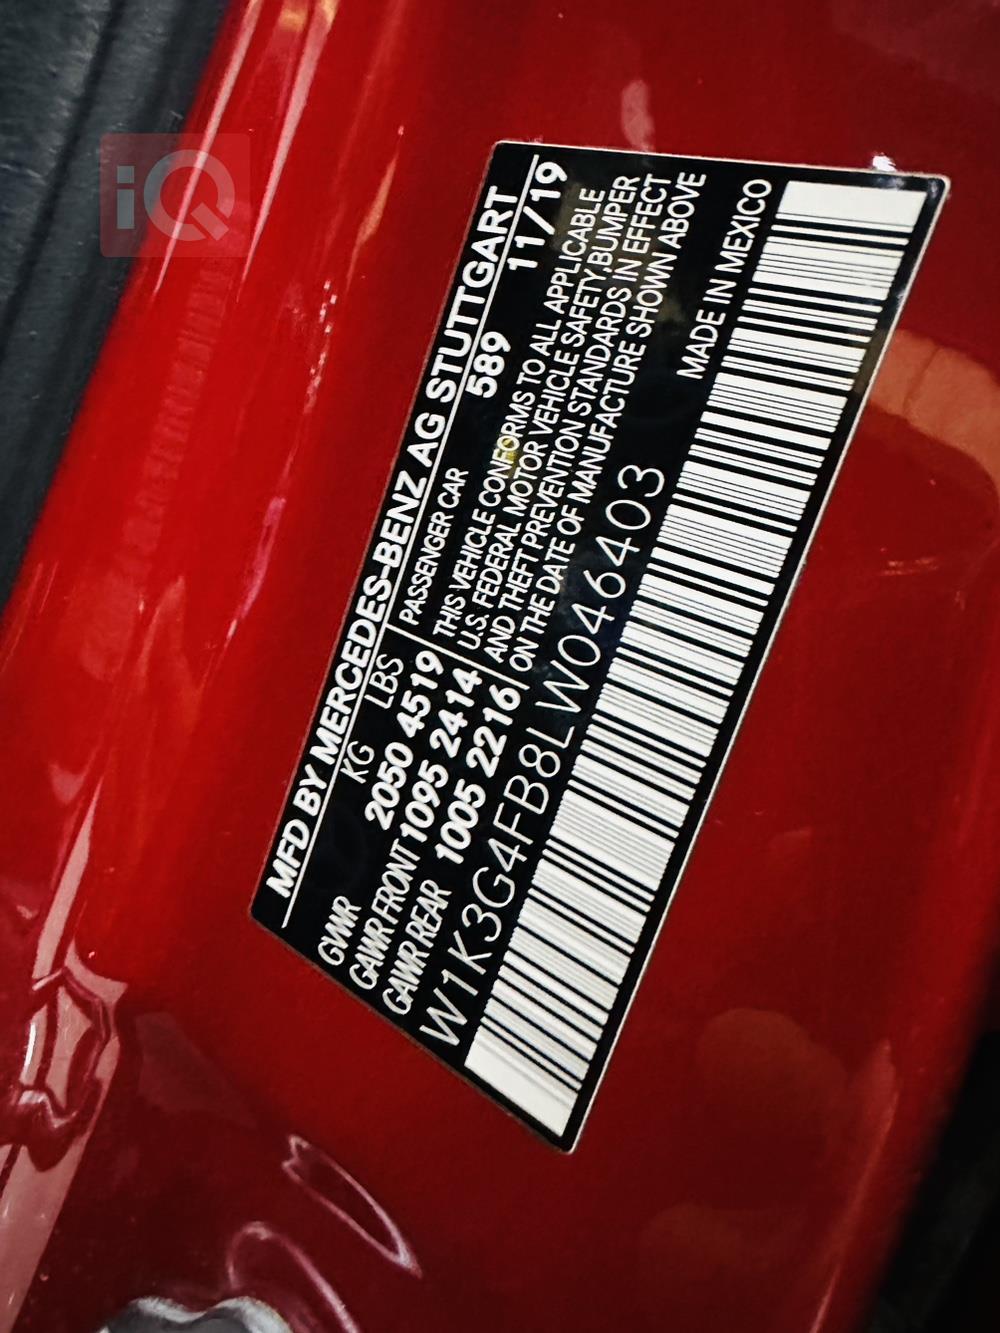 iQ
MFD BY MERCEDES-BENZ AG STUTTGART
KG LBS 589 11/19
GVWR 2050 4519 PASSENGER CAR
GAWR FRONT 1095 2414 THIS VEHICLE CONFORMS TO ALL APPLICABLE
GAWR REAR 1005 2216 U.S. FEDERAL MOTOR VEHICLE SAFETY,BUMPER
AND THEFT PREVENTION STANDARDS IN EFFECT
ON THE DATE OF MANUFACTURE SHOWN ABOVE
W1K3G4FB8LW046403
MADE IN MEXICO